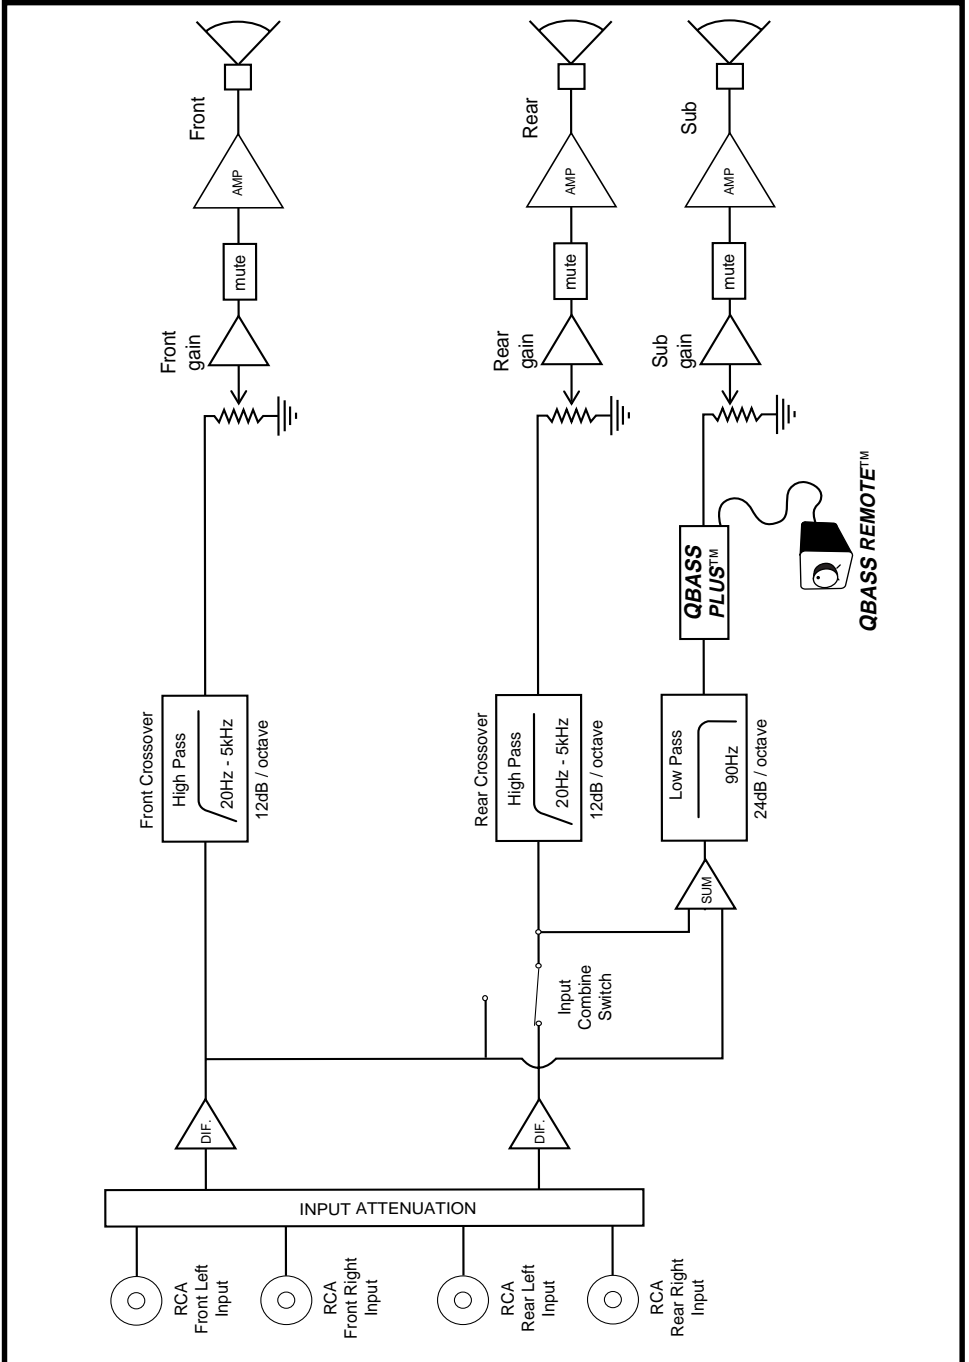 Front
Rear
Sub
AMP
AMP
AMP
mute
mute
mute
Front
gain
Rear
gain
Sub
gain
QBASS
PLUS™
QBASS REMOTE™
Front Crossover
High Pass
20Hz - 5kHz
12dB / octave
Rear Crossover
High Pass
20Hz - 5kHz
12dB / octave
Low Pass
90Hz
24dB / octave
SUM
Input
Combine
Switch
DIF.
DIF.
INPUT ATTENUATION
RCA
Front Left
Input
RCA
Front Right
Input
RCA
Rear Left
Input
RCA
Rear Right
Input